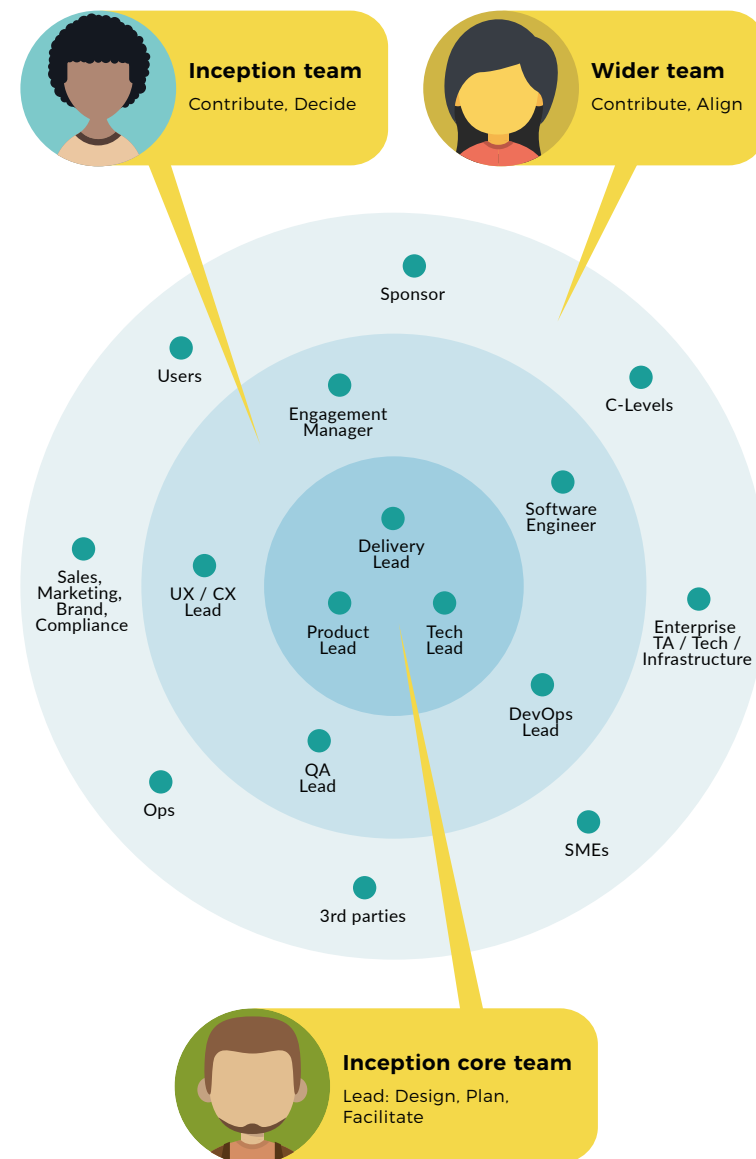 Inception team
Contribute, Decide
Wider team
Contribute, Align
Sponsor
Users
C-Levels
Engagement
Manager
Software
Engineer
Delivery
Lead
Sales,
Marketing,
Brand,
Compliance
UX / CX
Lead
Product
Lead
Tech
Lead
Enterprise
TA / Tech /
Infrastructure
DevOps
Lead
QA
Lead
Ops
SMEs
3rd parties
Inception core team
Lead: Design, Plan,
Facilitate